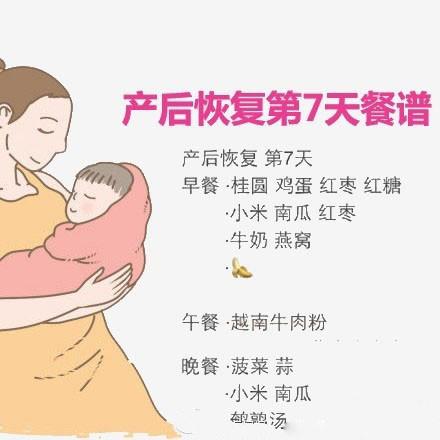 产后恢复第7天餐谱
产后恢复 第7天
早餐 ·桂圆 鸡蛋 红枣 红糖
·小米 南瓜 红枣
·牛奶 燕窝
·🍌
午餐 ·越南牛肉粉
晚餐 ·菠菜 蒜
·小米 南瓜
鹌鹑汤